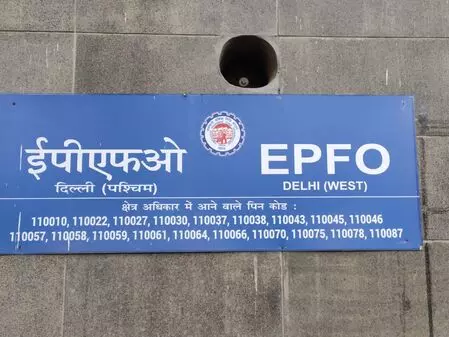 ईपीएफओ EPFO
दिल्ली (पश्चिम) DELHI (WEST)
क्षेत्र अधिकार में आने वाले पिन कोड :
110010, 110022, 110027, 110030, 110037, 110038, 110043, 110045, 110046
110057, 110058, 110059, 110061, 110064, 110066, 110070, 110075, 110078, 110087